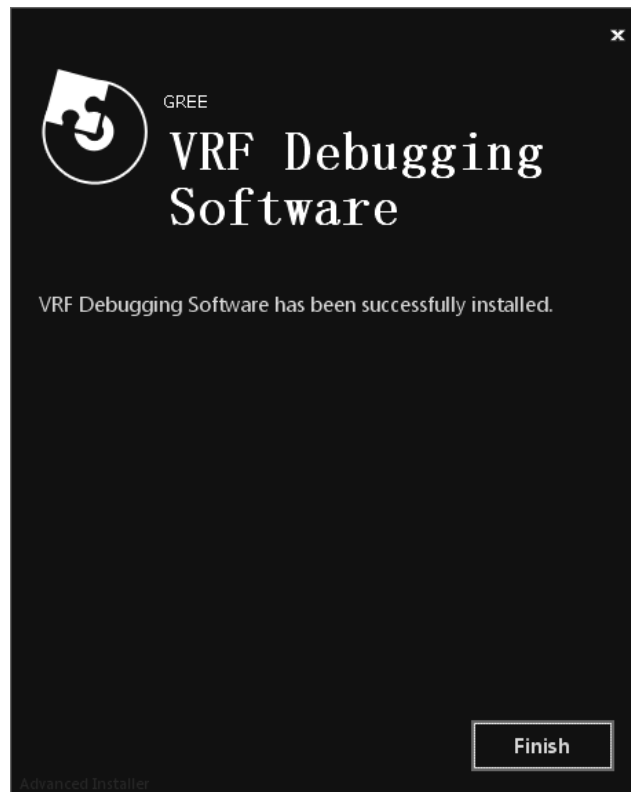 GREE
VRF Debugging
Software
VRF Debugging Software has been successfully installed.
Finish
Advanced Installer